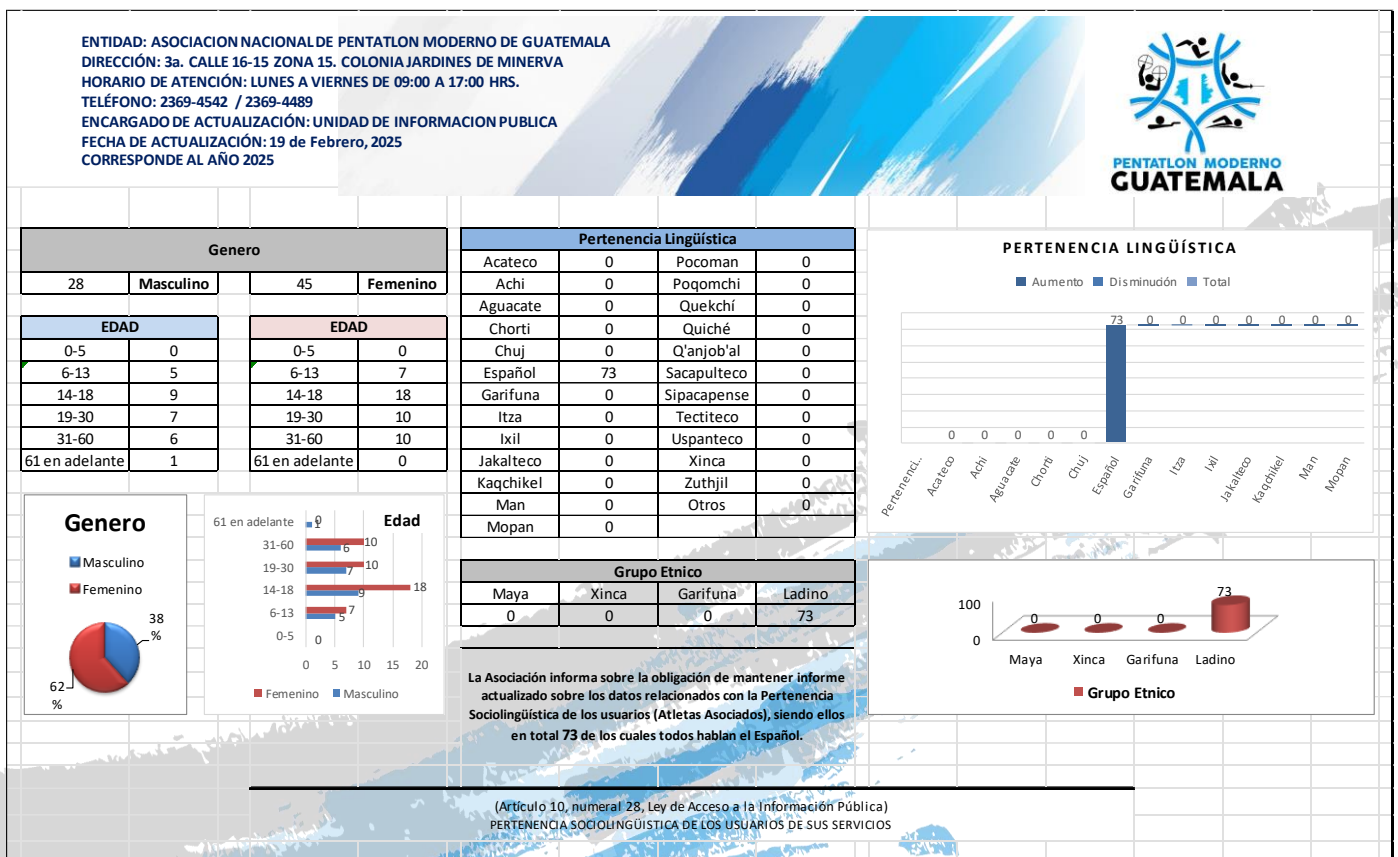 ENTIDAD: ASOCIACION NACIONAL DE PENTATLON MODERNO DE GUATEMALA
DIRECCIÓN: 3a. CALLE 16-15 ZONA 15. COLONIA JARDINES DE MINERVA
HORARIO DE ATENCIÓN: LUNES A VIERNES DE 09:00 A 17:00 HRS.
TELÉFONO: 2369-4542 / 2369-4489
ENCARGADO DE ACTUALIZACIÓN: UNIDAD DE INFORMACION PUBLICA
FECHA DE ACTUALIZACIÓN: 19 de Febrero, 2025
CORRESPONDE AL AÑO 2025
PENTATLON MODERNO
GUATEMALA
Genero
28 Masculino 45 Femenino
EDAD EDAD
0-5 0 0-5 0
6-13 5 6-13 7
14-18 9 14-18 18
19-30 7 19-30 10
31-60 6 31-60 10
61 en adelante 1 61 en adelante 0
Pertenencia Lingüística
Acateco 0 Pocoman 0
Achi 0 Poqomchi 0
Aguacate 0 Quekchí 0
Chorti 0 Quiché 0
Chuj 0 Q'anjob'al 0
Español 73 Sacapulteco 0
Garifuna 0 Sipacapense 0
Itza 0 Tectiteco 0
Ixil 0 Uspanteco 0
Jakalteco 0 Xinca 0
Kaqchikel 0 Zuthjil 0
Man 0 Otros 0
Mopan 0
PERTENENCIA LINGÜÍSTICA
Aumento Disminución Total
73 0 0 0 0 0 0 0
0 0 0 0 0
Pertenenci... Acateco Achi Aguacate Chorti Chuj Español Garifuna Itza Ixil Jakalteco Kaqchikel Man Mopan
Genero
Masculino
Femenino
38
%
62
%
Edad
61 en adelante 0 1
31-60 10 6
19-30 10 7
14-18 18 9
6-13 7 5
0-5 0
0 5 10 15 20
Femenino Masculino
Grupo Etnico
Maya Xinca Garifuna Ladino
0 0 0 73
100
0
0 0 0 73
Maya Xinca Garifuna Ladino
Grupo Etnico
La Asociación informa sobre la obligación de mantener informe
actualizado sobre los datos relacionados con la Pertenencia
Sociolingüística de los usuarios (Atletas Asociados), siendo ellos
en total 73 de los cuales todos hablan el Español.
(Artículo 10, numeral 28, Ley de Acceso a la Información Pública)
PERTENENCIA SOCIOLINGÜISTICA DE LOS USUARIOS DE SUS SERVICIOS